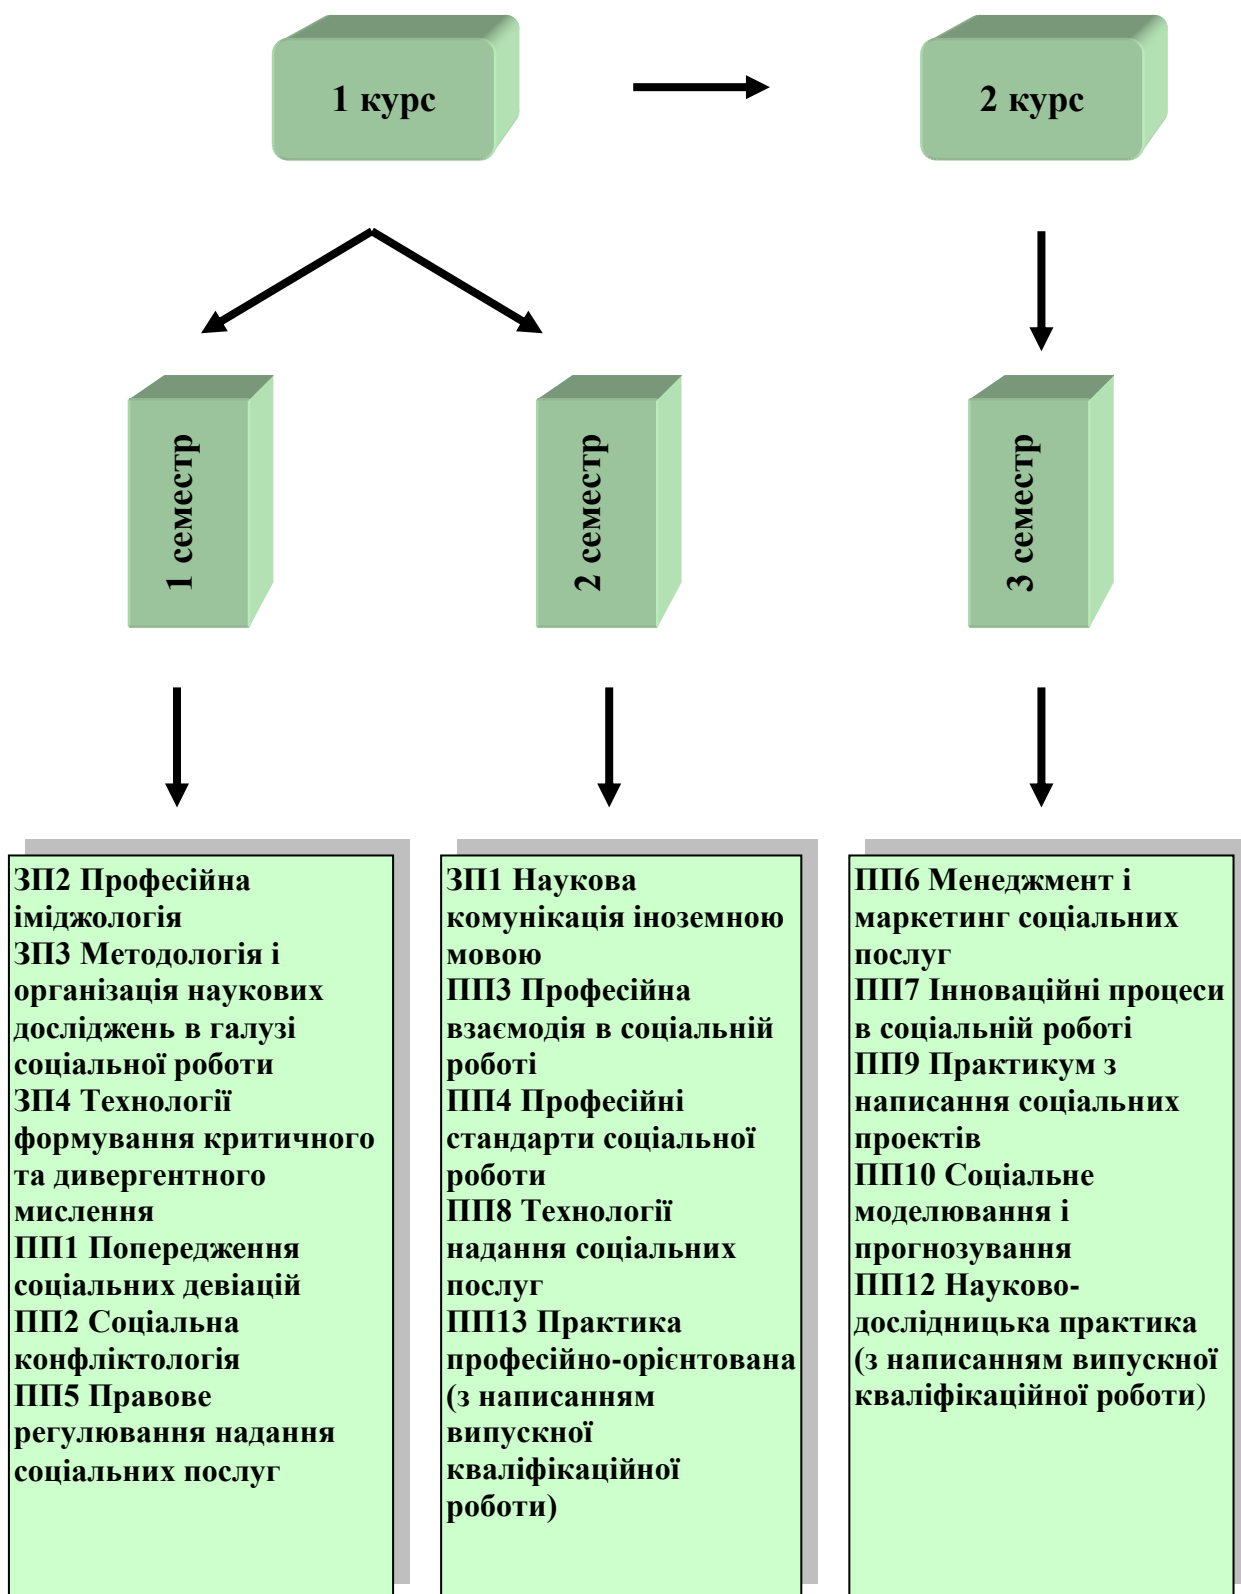 1 курс
2 курс
1 семестр
2 семестр
3 семестр
ЗП2 Професійна
іміджологія
ЗП3 Методологія і
організація наукових
досліджень в галузі
соціальної роботи
ЗП4 Технології
формування критичного
та дивергентного
мислення
ПП1 Попередження
соціальних девіацій
ПП2 Соціальна
конфліктологія
ПП5 Правове
регулювання надання
соціальних послуг
ЗП1 Наукова
комунікація іноземною
мовою
ПП3 Професійна
взаємодія в соціальній
роботі
ПП4 Професійні
стандарти соціальної
роботи
ПП8 Технології
надання соціальних
послуг
ПП13 Практика
професійно-орієнтована
(з написанням
випускної
кваліфікаційної
роботи)
ПП6 Менеджмент і
маркетинг соціальних
послуг
ПП7 Інноваційні процеси
в соціальній роботі
ПП9 Практикум з
написання соціальних
проектів
ПП10 Соціальне
моделювання і
прогнозування
ПП12 Науково-
дослідницька практика
(з написанням випускної
кваліфікаційної роботи)